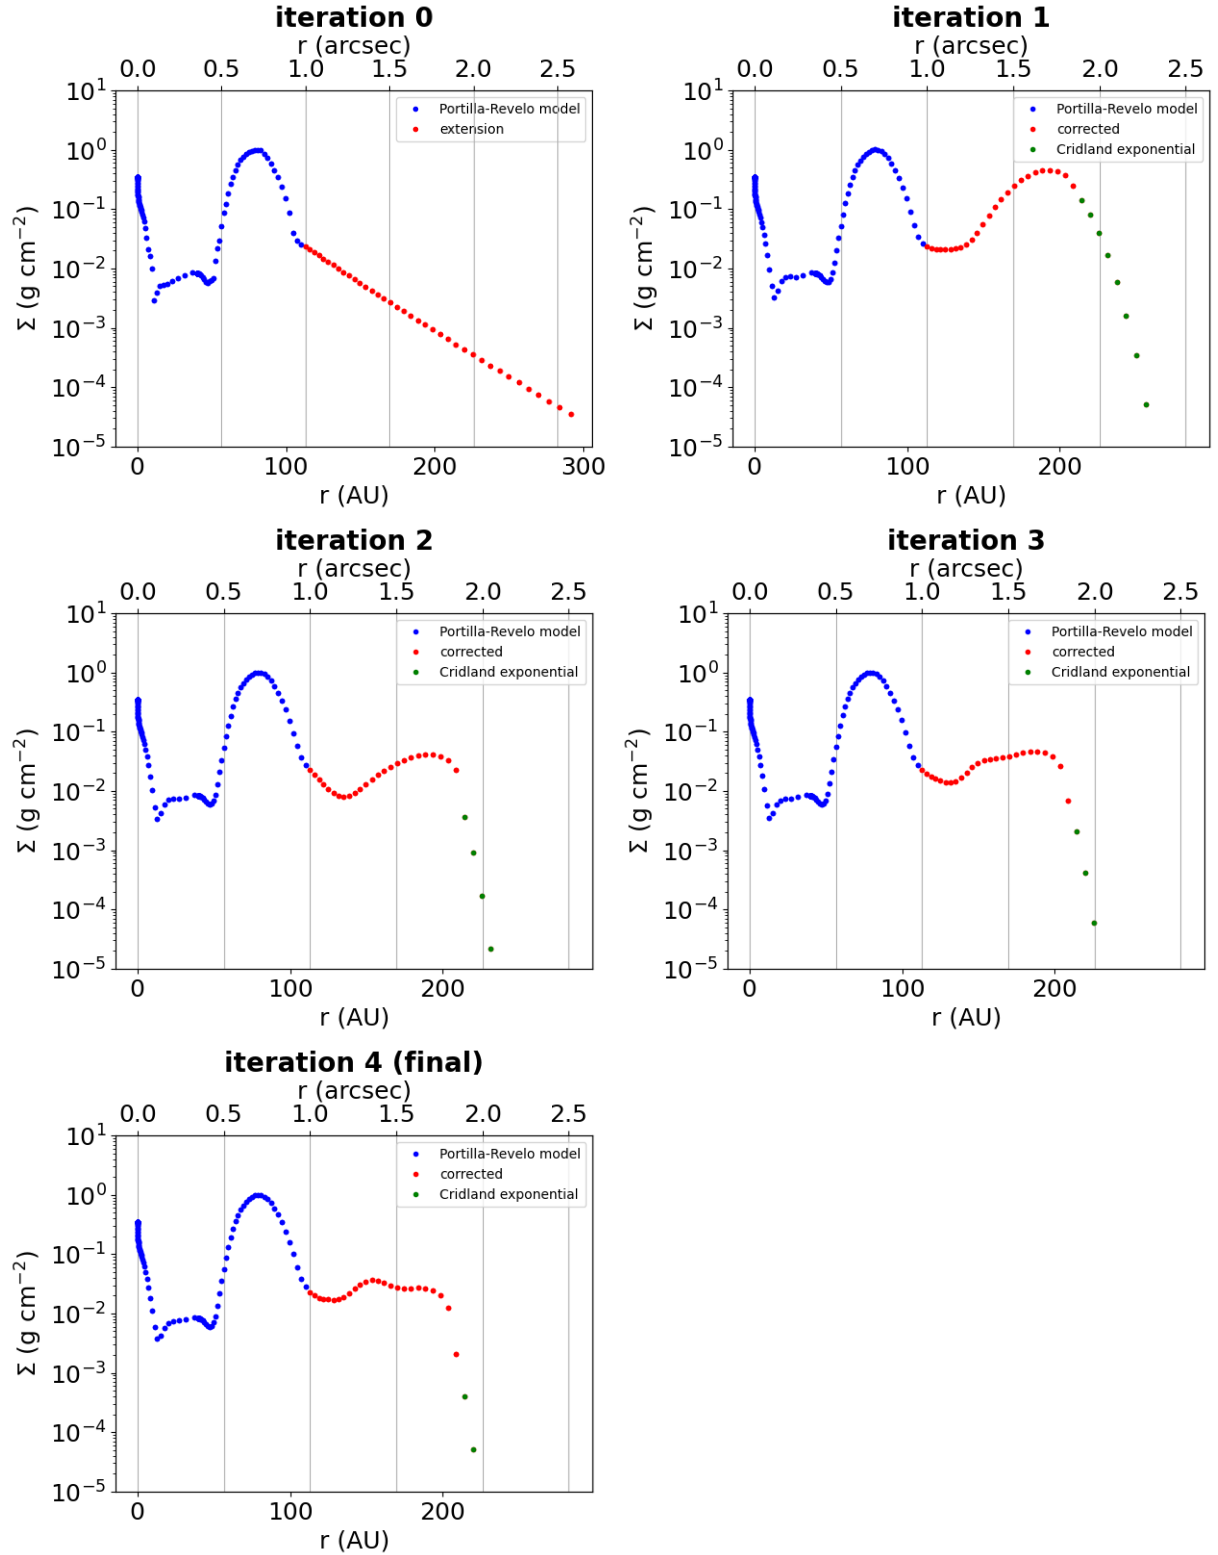 iteration 0
r (arcsec)
0.0 0.5 1.0 1.5 2.0 2.5
10^1
10^0
10^-1
10^-2
10^-3
10^-4
10^-5
Σ (g cm^-2)
Portilla-Revelo model
extension
0 100 200 300
r (AU)
iteration 1
r (arcsec)
0.0 0.5 1.0 1.5 2.0 2.5
10^1
10^0
10^-1
10^-2
10^-3
10^-4
10^-5
Σ (g cm^-2)
Portilla-Revelo model
corrected
Cridland exponential
0 100 200
r (AU)
iteration 2
r (arcsec)
0.0 0.5 1.0 1.5 2.0 2.5
10^1
10^0
10^-1
10^-2
10^-3
10^-4
10^-5
Σ (g cm^-2)
Portilla-Revelo model
corrected
Cridland exponential
0 100 200
r (AU)
iteration 3
r (arcsec)
0.0 0.5 1.0 1.5 2.0 2.5
10^1
10^0
10^-1
10^-2
10^-3
10^-4
10^-5
Σ (g cm^-2)
Portilla-Revelo model
corrected
Cridland exponential
0 100 200
r (AU)
iteration 4 (final)
r (arcsec)
0.0 0.5 1.0 1.5 2.0 2.5
10^1
10^0
10^-1
10^-2
10^-3
10^-4
10^-5
Σ (g cm^-2)
Portilla-Revelo model
corrected
Cridland exponential
0 100 200
r (AU)